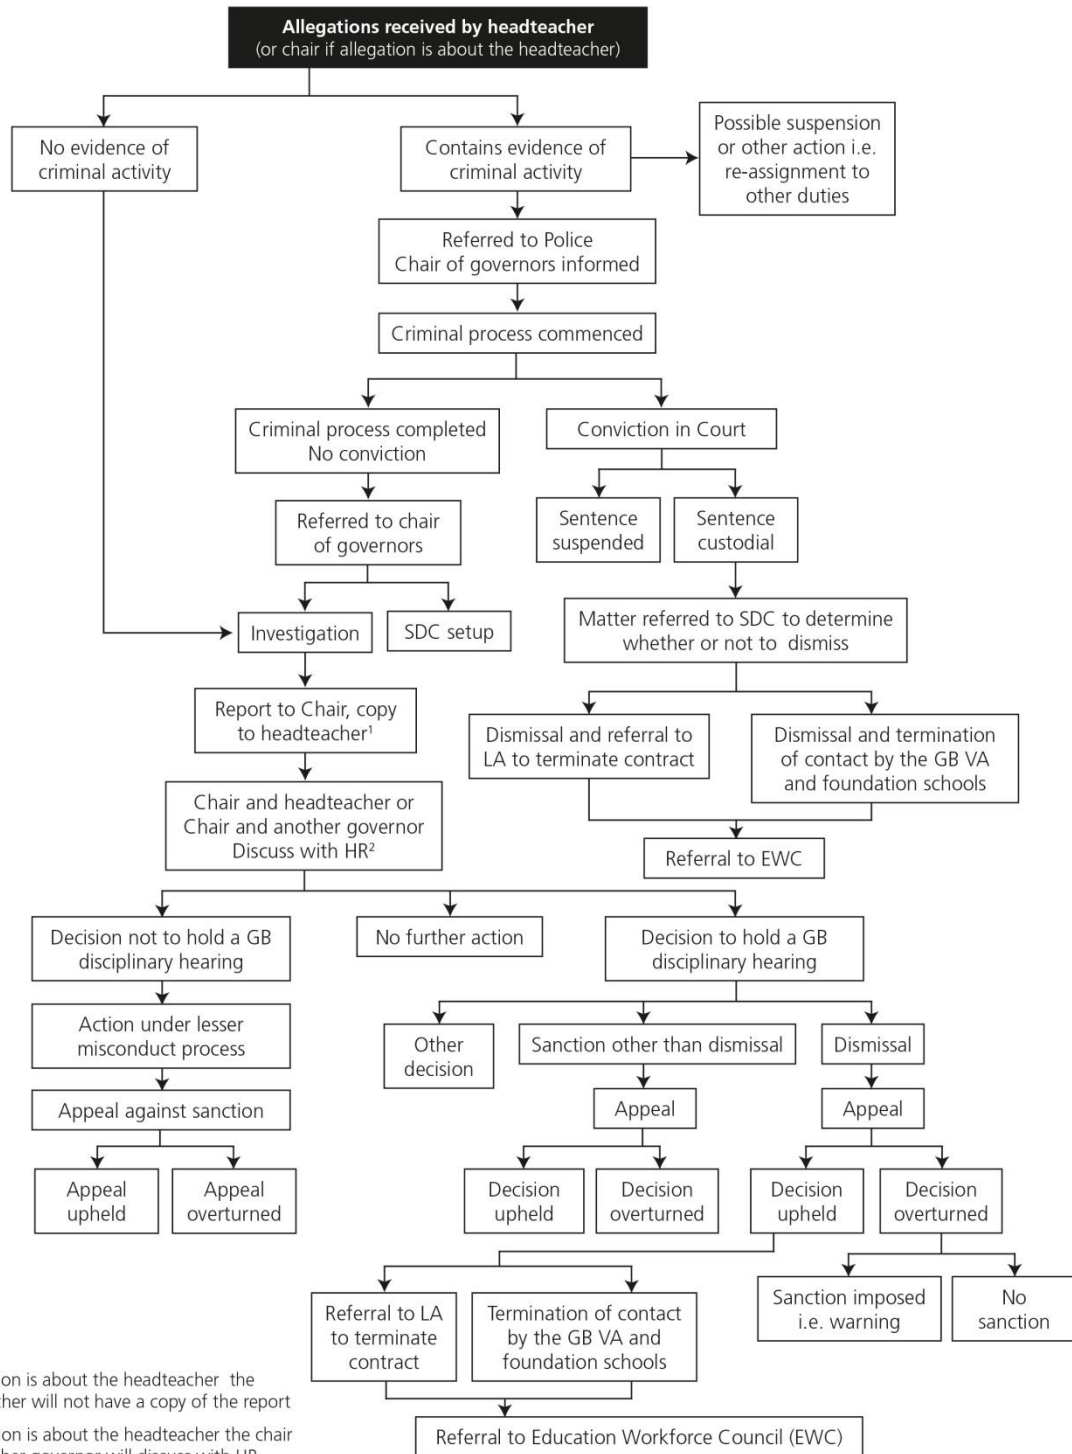 Allegations received by headteacher
(or chair if allegation is about the headteacher)
No evidence of
criminal activity
Contains evidence of
criminal activity
Possible suspension
or other action i.e.
re-assignment to
other duties
Referred to Police
Chair of governors informed
Criminal process commenced
Criminal process completed
No conviction
Conviction in Court
Referred to chair
of governors
Sentence
suspended
Sentence
custodial
Investigation
SDC setup
Matter referred to SDC to determine
whether or not to dismiss
Report to Chair, copy
to headteacher¹
Dismissal and referral to
LA to terminate contract
Dismissal and termination
of contact by the GB VA
and foundation schools
Chair and headteacher or
Chair and another governor
Discuss with HR²
Referral to EWC
Decision not to hold a GB
disciplinary hearing
No further action
Decision to hold a GB
disciplinary hearing
Action under lesser
misconduct process
Other
decision
Sanction other than dismissal
Dismissal
Appeal against sanction
Appeal
Appeal
Appeal
upheld
Appeal
overturned
Decision
upheld
Decision
overturned
Decision
upheld
Decision
overturned
Referral to LA
to terminate
contract
Termination of contact
by the GB VA and
foundation schools
Sanction imposed
i.e. warning
No
sanction
on is about the headteacher the
will not have a copy of the report
on is about the headteacher the chair
governor will discuss with HR
Referral to Education Workforce Council (EWC)